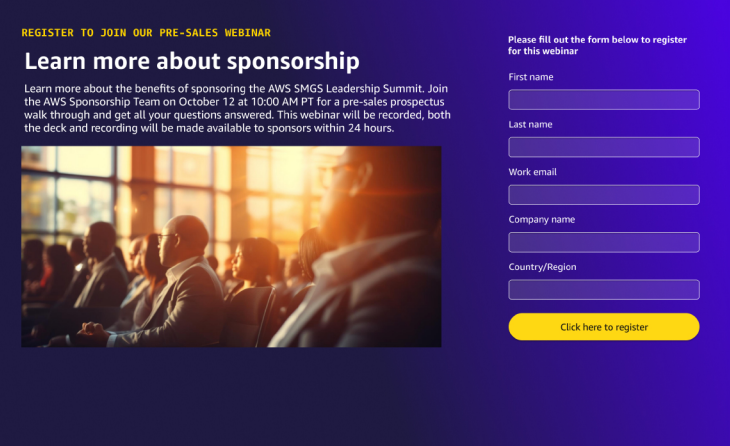 REGISTER TO JOIN OUR PRE-SALES WEBINAR
Learn more about sponsorship
Learn more about the benefits of sponsoring the AWS SMGS Leadership Summit. Join
the AWS Sponsorship Team on October 12 at 10:00 AM PT for a pre-sales prospectus
walk through and get all your questions answered. This webinar will be recorded, both
the deck and recording will be made available to sponsors within 24 hours.
Please fill out the form below to register
for this webinar
First name
Last name
Work email
Company name
Country/Region
Click here to register